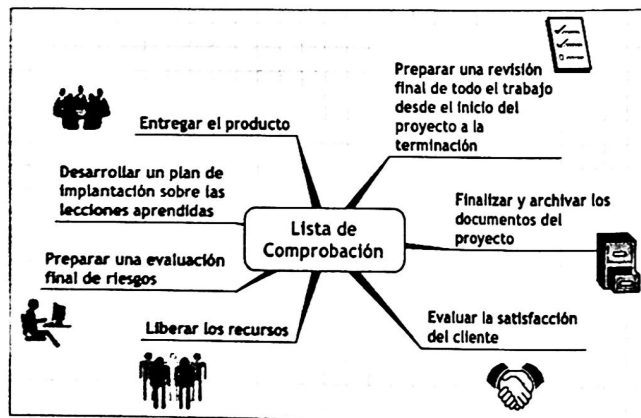 Preparar una revisión
final de todo el trabajo
desde el inicio del
proyecto a la
terminación
Entregar el producto
Desarrollar un plan de
implantación sobre las
lecciones aprendidas
Finalizar y archivar los
documentos del
proyecto
Lista de
Comprobación
Preparar una evaluación
final de riesgos
Liberar los recursos
Evaluar la satisfacción
del cliente